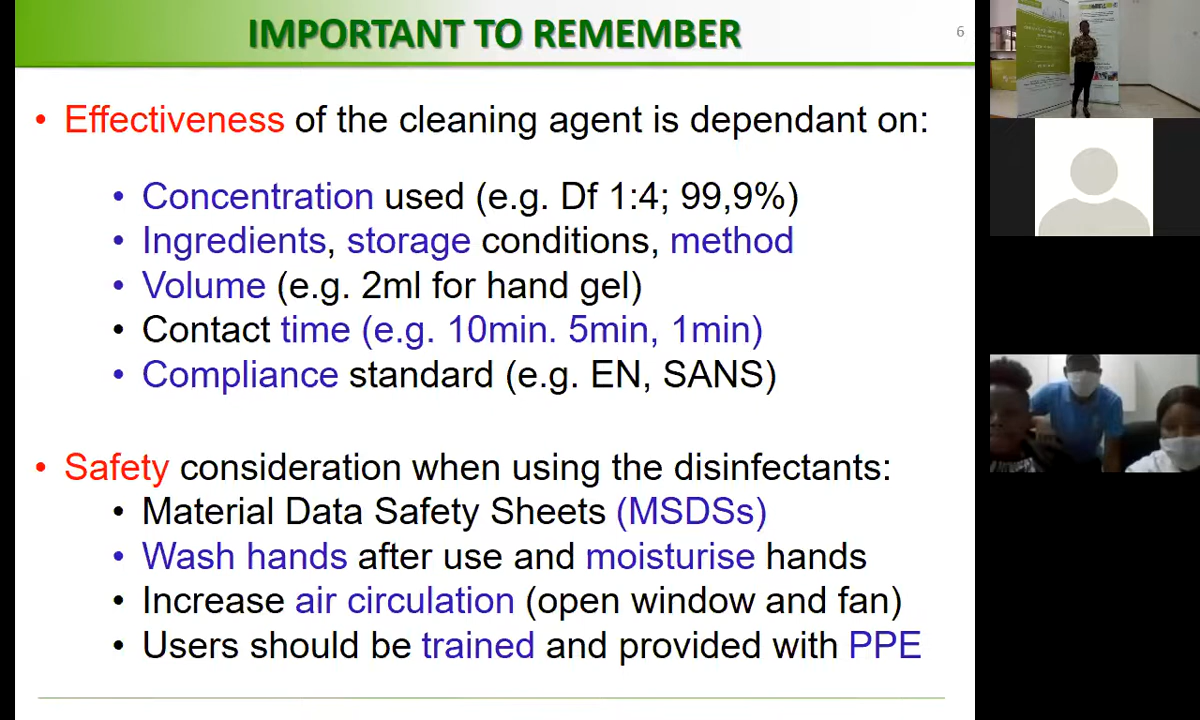 IMPORTANT TO REMEMBER
6
• Effectiveness of the cleaning agent is dependant on:
• Concentration used (e.g. Df 1:4; 99,9%)
• Ingredients, storage conditions, method
• Volume (e.g. 2ml for hand gel)
• Contact time (e.g. 10min. 5min, 1min)
• Compliance standard (e.g. EN, SANS)
• Safety consideration when using the disinfectants:
• Material Data Safety Sheets (MSDSs)
• Wash hands after use and moisturise hands
• Increase air circulation (open window and fan)
• Users should be trained and provided with PPE